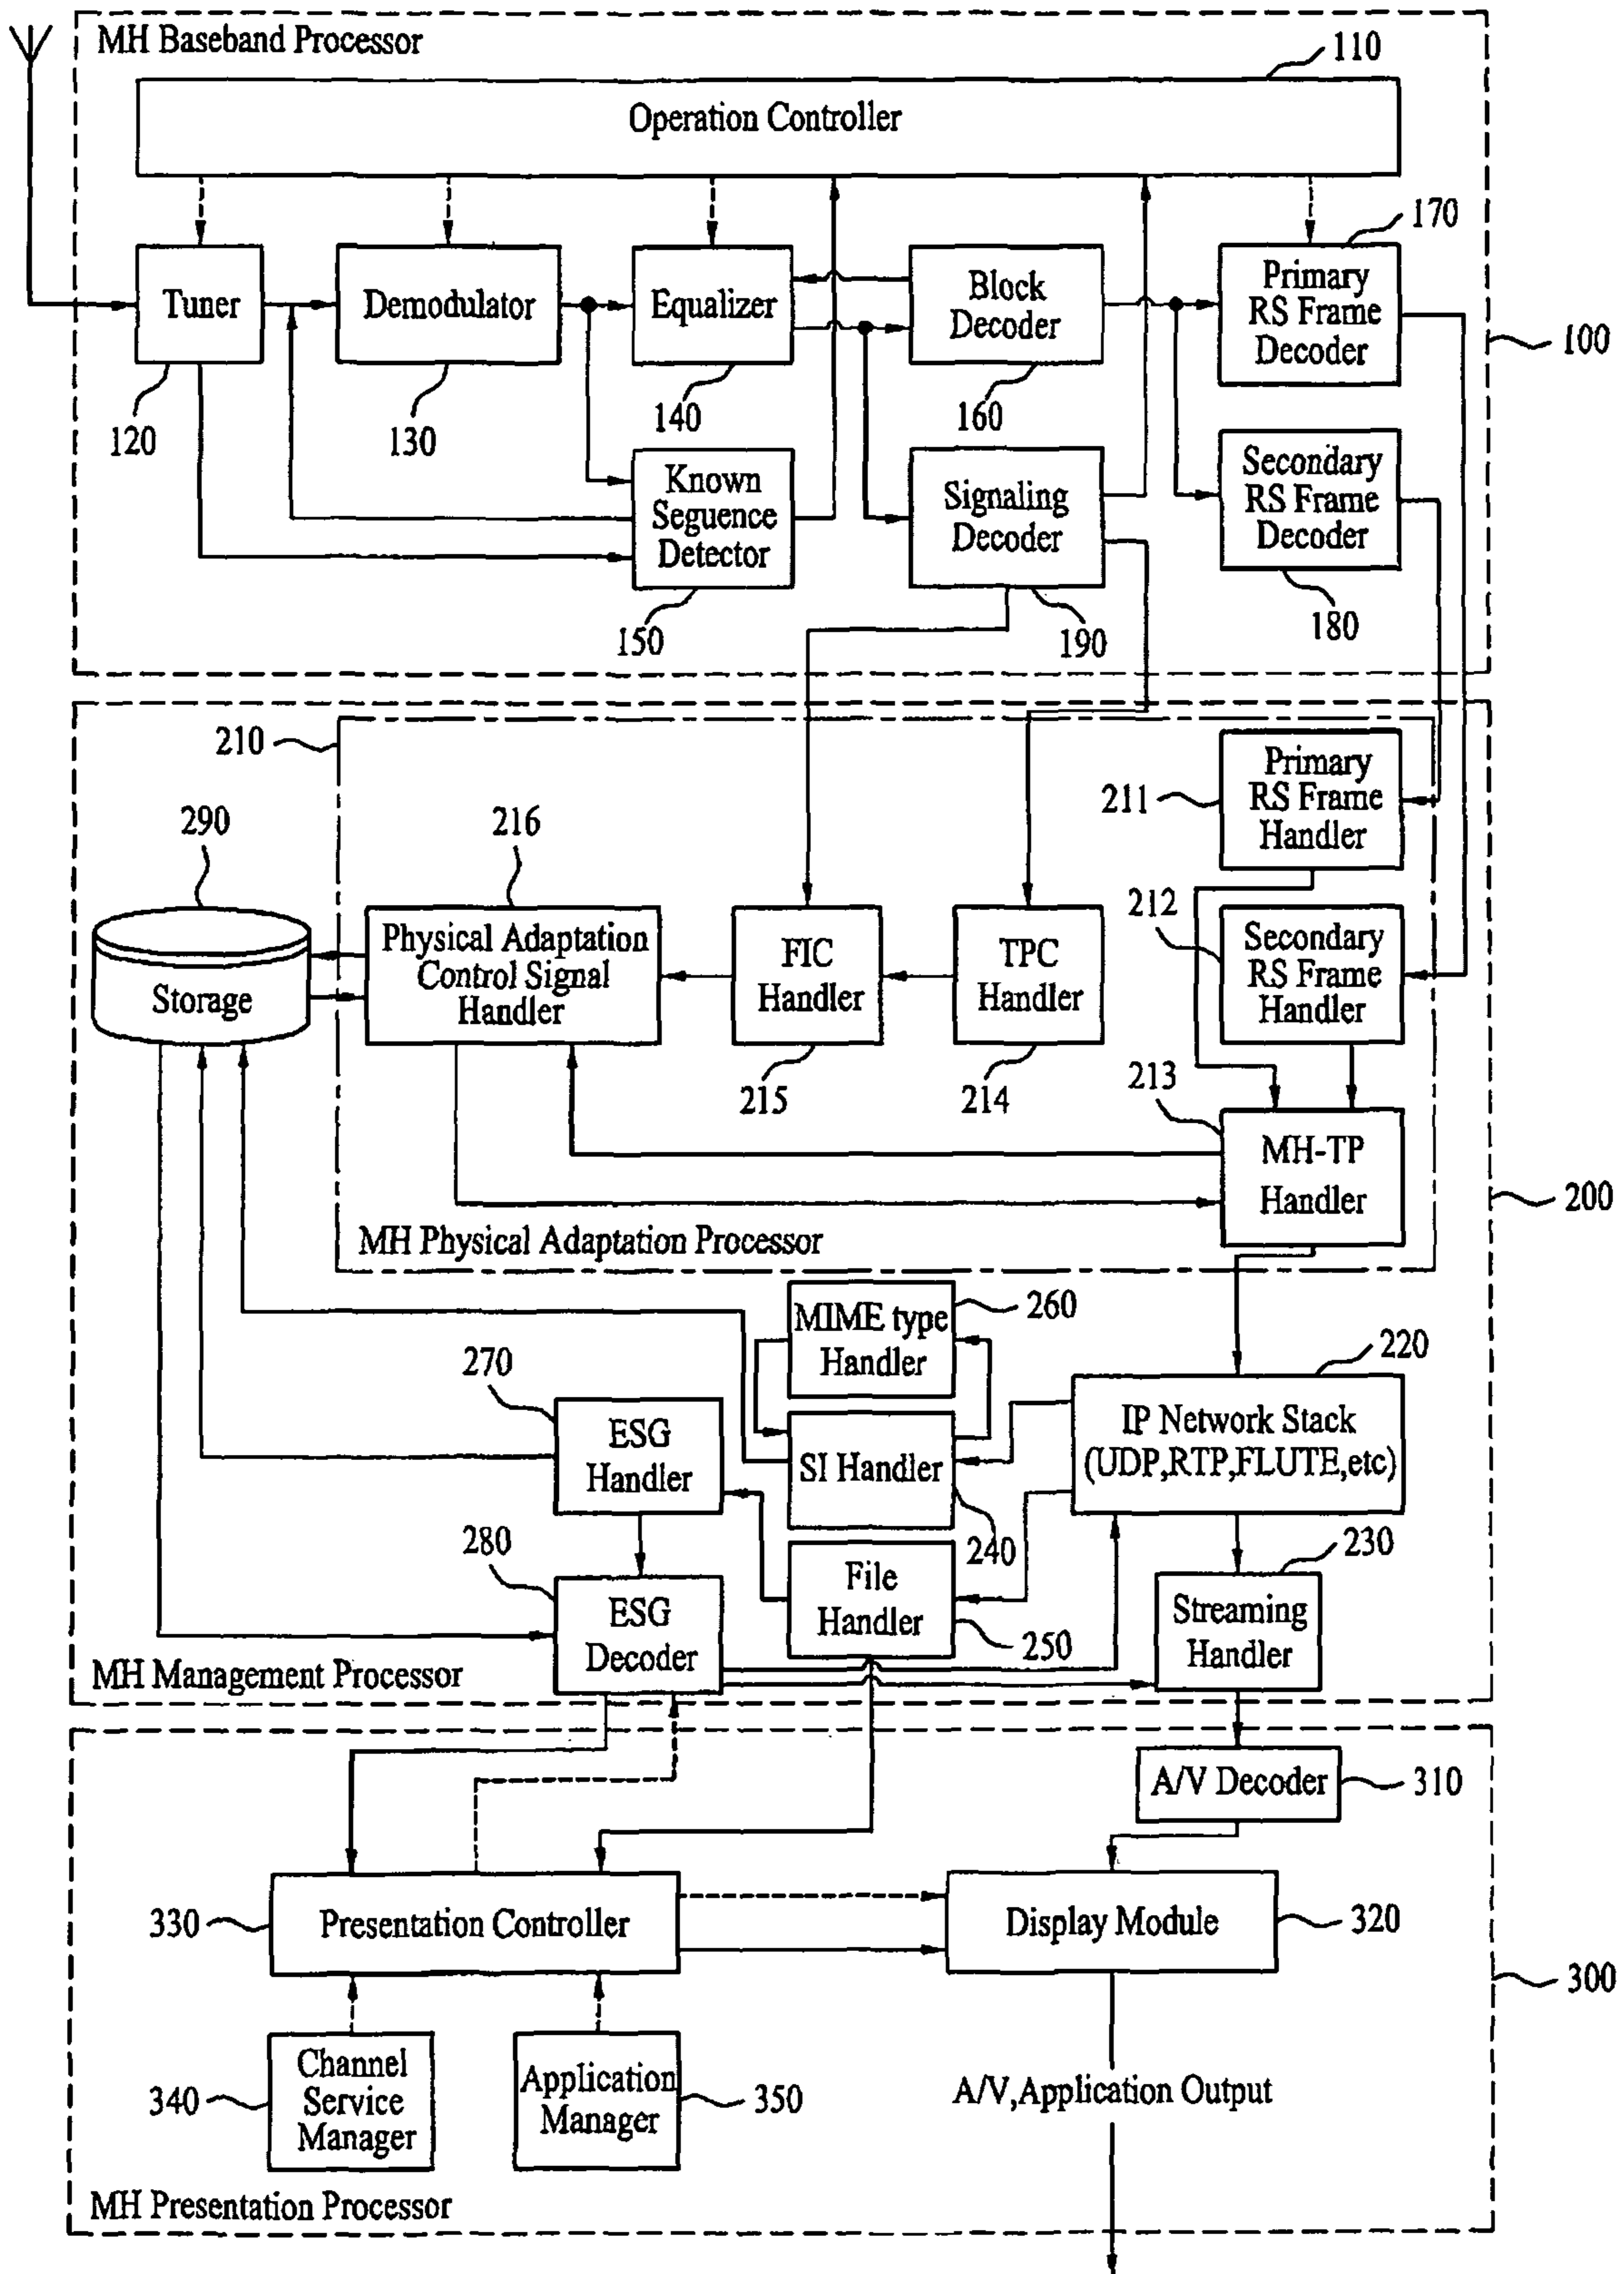 MH Baseband Processor
110
Operation Controller
170
Tuner
Demodulator
Equalizer
Block
Decoder
Primary
RS Frame
Decoder
100
120
130
140
160
Known
Seguence
Detector
Signaling
Decoder
Secondary
RS Frame
Decoder
150
190
180
210
Primary
RS Frame
Handler
211
290
216
212
Storage
Physical Adaptation
Control Signal
Handler
FIC
Handler
TPC
Handler
Secondary
RS Frame
Handler
215
214
213
MH-TP
Handler
200
MH Physical Adaptation Processor
MIME type
Handler
260
270
220
ESG
Handler
SI Handler
IP Network Stack
(UDP,RTP,FLUTE,etc)
280
240
230
ESG
Decoder
File
Handler
250
Streaming
Handler
MH Management Processor
A/V Decoder
310
330
Presentation Controller
Display Module
320
300
340
Channel
Service
Manager
Application
Manager
350
A/V,Application Output
MH Presentation Processor